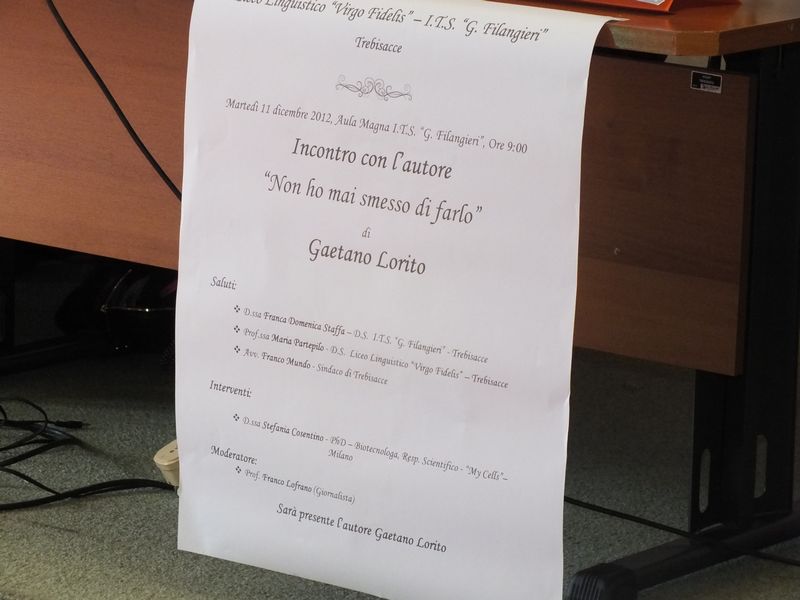 Liceo Linguistico "Virgo Fidelis" – I.T.S. "G. Filangieri"
Trebisacce
Martedì 11 dicembre 2012, Aula Magna I.T.S. "G. Filangieri", Ore 9:00
Incontro con l'autore
"Non ho mai smesso di farlo"
di
Gaetano Lorito
Saluti:
❖ D.ssa Franca Domenica Staffa – D.S. I.T.S. "G. Filangieri" - Trebisacce
❖ Prof.ssa Maria Partepilo - D.S. Liceo Linguistico "Virgo Fidelis" – Trebisacce
❖ Avv. Franco Mundo - Sindaco di Trebisacce
Interventi:
❖ D.ssa Stefania Cosentino - PhD – Biotecnologa, Resp. Scientifico - "My Cells"–
Milano
Moderatore:
❖ Prof. Franco Lofrano (Giornalista)
Sarà presente l'autore Gaetano Lorito